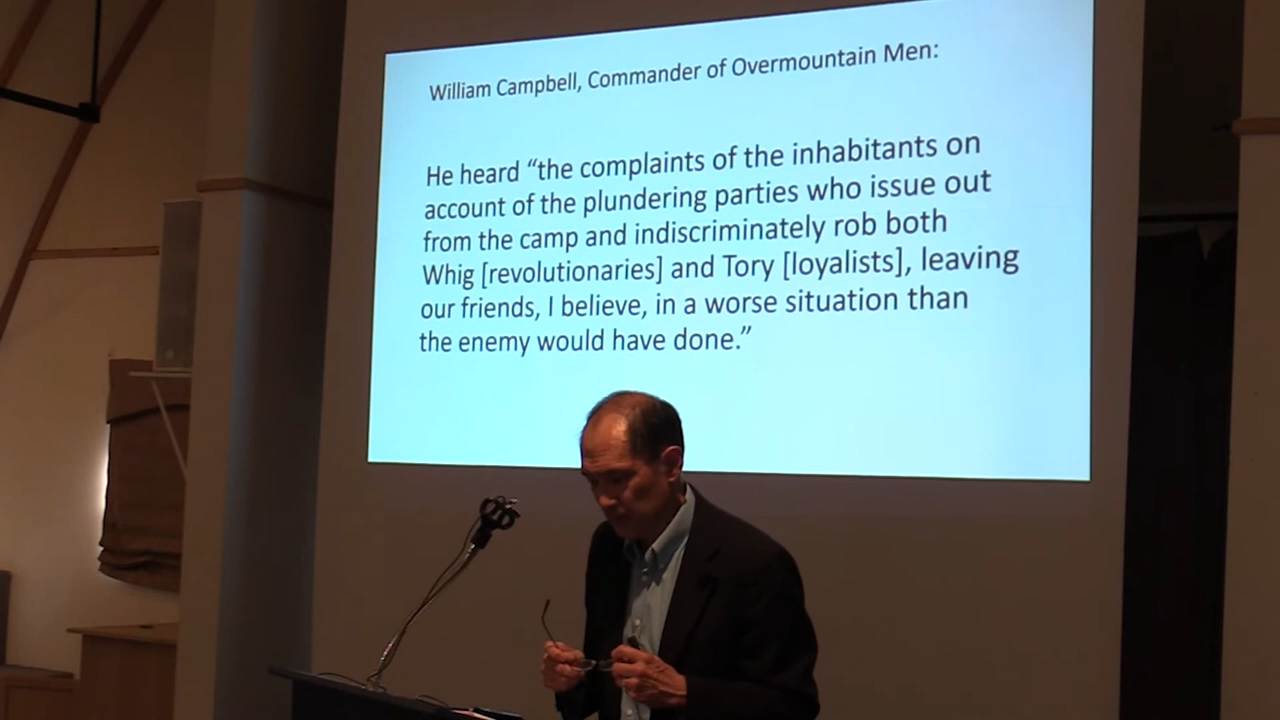 William Campbell, Commander of Overmountain Men:
He heard “the complaints of the inhabitants on
account of the plundering parties who issue out
from the camp and indiscriminately rob both
Whig [revolutionaries] and Tory [loyalists], leaving
our friends, I believe, in a worse situation than
the enemy would have done.”